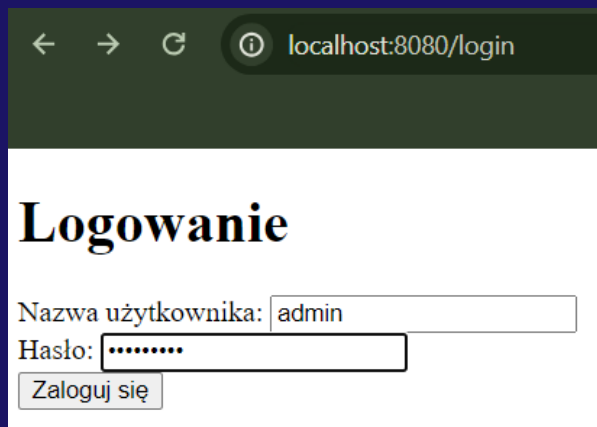 localhost:8080/login
Logowanie
Nazwa użytkownika: admin
Hasło: •••••••••
Zaloguj się